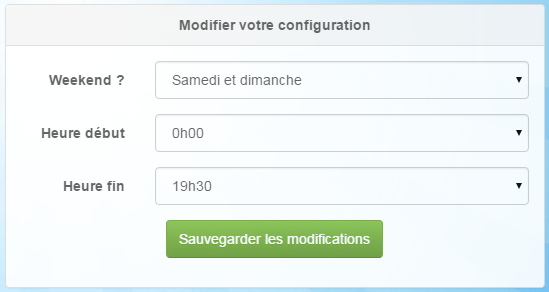 Modifier votre configuration
Weekend ? Samedi et dimanche
Heure début 0h00
Heure fin 19h30
Sauvegarder les modifications